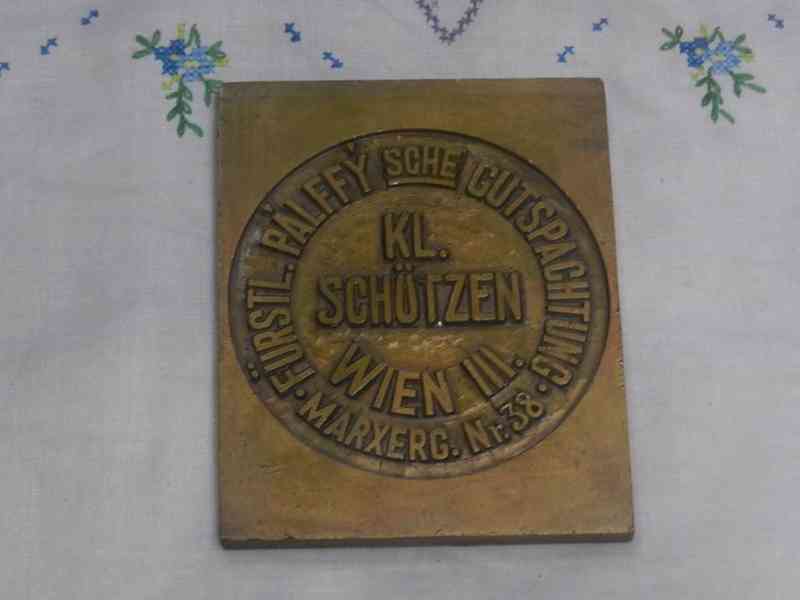 FÜRSTL. PÁLFFY'SCHE GUTSPACHTUNG
KL.
SCHÜTZEN
WIEN III.
· MARXERG. Nr. 38 ·